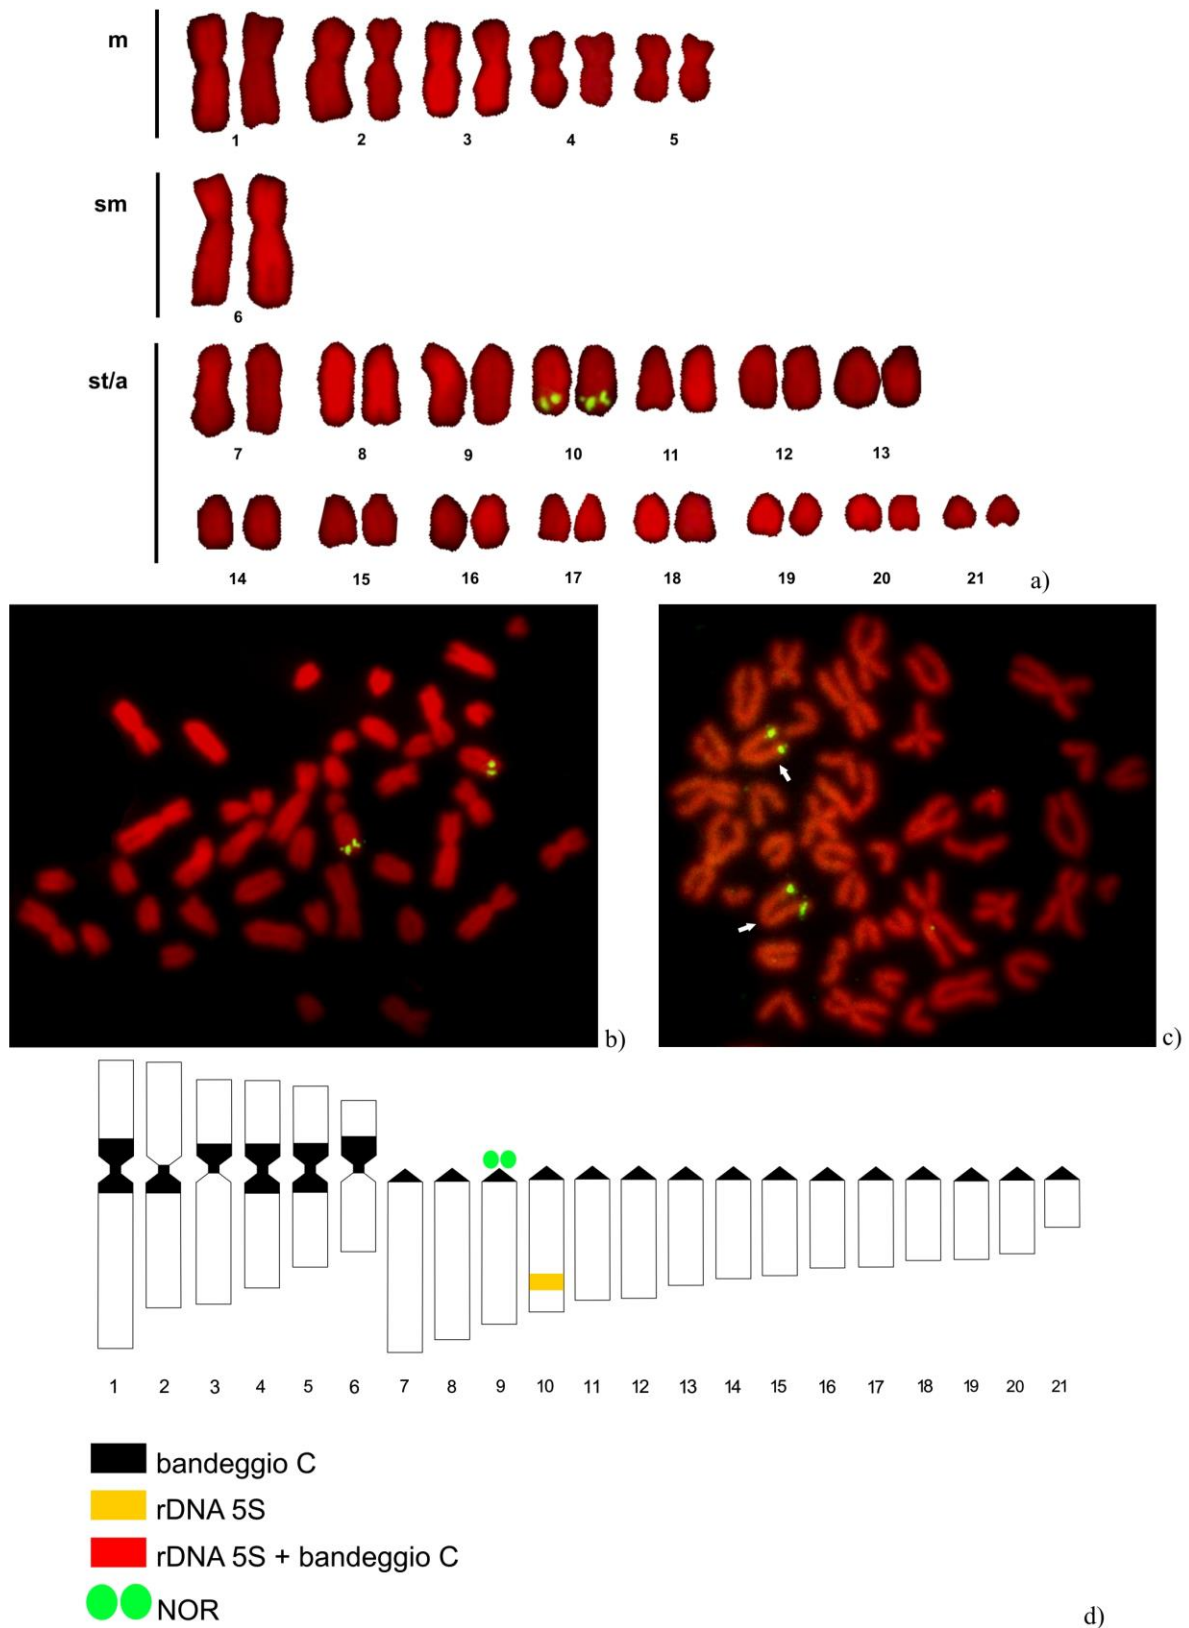 m
1 2 3 4 5
sm
6
st/a
7 8 9 10 11 12 13
14 15 16 17 18 19 20 21
a)
b)
c)
1 2 3 4 5 6 7 8 9 10 11 12 13 14 15 16 17 18 19 20 21
bandeggio C
rDNA 5S
rDNA 5S + bandeggio C
NOR
d)